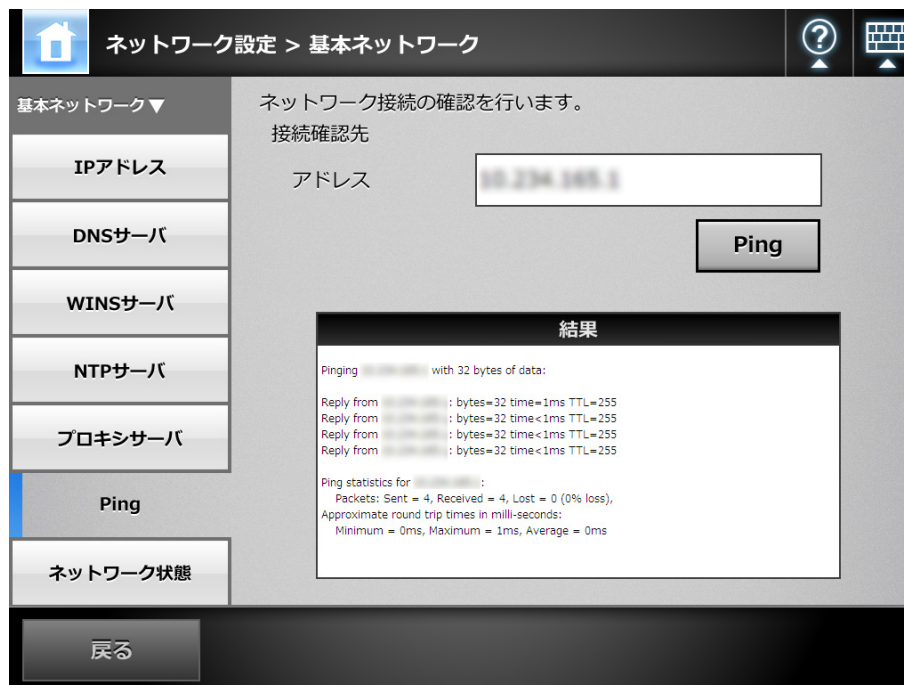 ネットワーク設定 > 基本ネットワーク
?
基本ネットワーク▼
IPアドレス
DNSサーバ
WINSサーバ
NTPサーバ
プロキシサーバ
Ping
ネットワーク状態
ネットワーク接続の確認を行います。
接続確認先
アドレス
Ping
結果
Pinging with 32 bytes of data:
Reply from : bytes=32 time=1ms TTL=255
Reply from : bytes=32 time<1ms TTL=255
Reply from : bytes=32 time<1ms TTL=255
Reply from : bytes=32 time<1ms TTL=255
Ping statistics for :
Packets: Sent = 4, Received = 4, Lost = 0 (0% loss),
Approximate round trip times in milli-seconds:
Minimum = 0ms, Maximum = 1ms, Average = 0ms
戻る